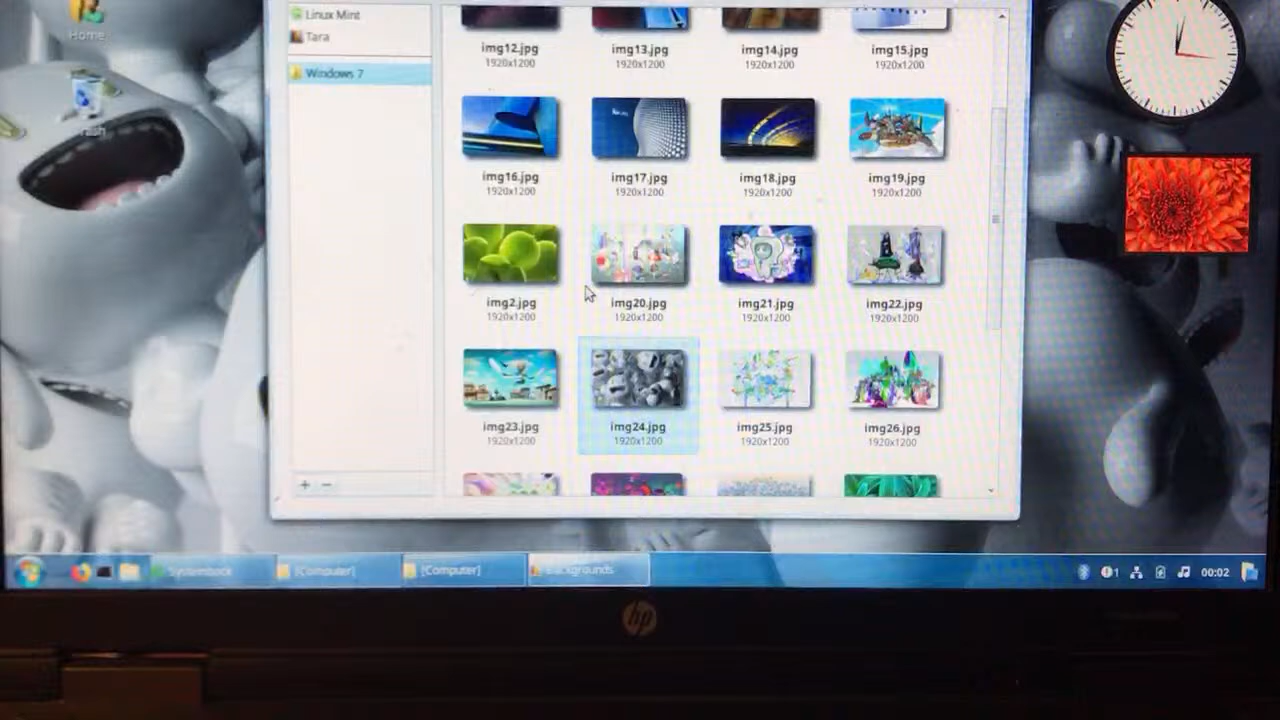 Home
Linux Mint
Tara
Windows 7
img12.jpg
1920x1200
img13.jpg
1920x1200
img14.jpg
1920x1200
img15.jpg
1920x1200
img16.jpg
1920x1200
img17.jpg
1920x1200
img18.jpg
1920x1200
img19.jpg
1920x1200
img2.jpg
1920x1200
img20.jpg
1920x1200
img21.jpg
1920x1200
img22.jpg
1920x1200
img23.jpg
1920x1200
img24.jpg
1920x1200
img25.jpg
1920x1200
img26.jpg
1920x1200
Systemback
[Computer]
[Computer]
Backgrounds
1
00:02
hp